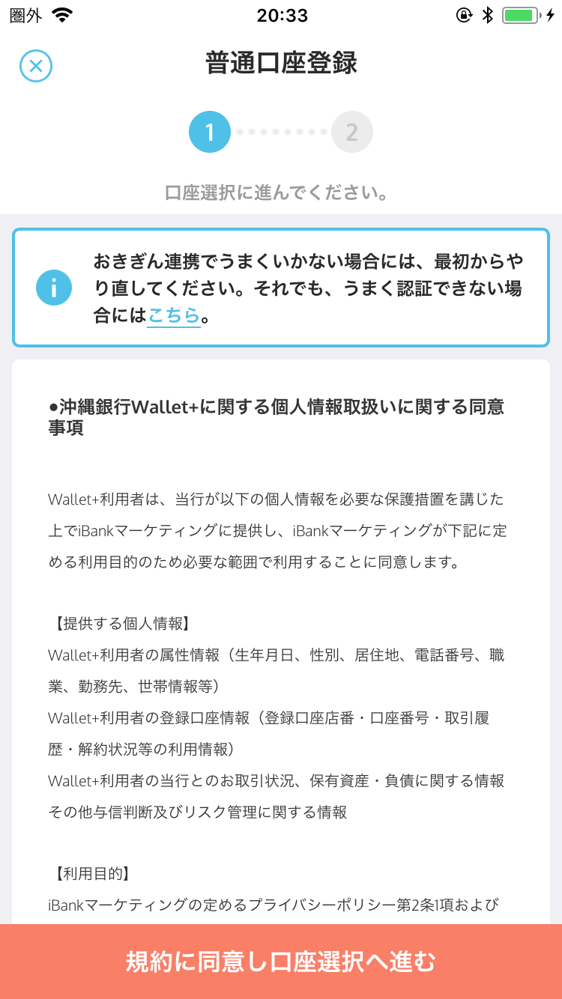 圏外
20:33
普通口座登録
1
2
口座選択に進んでください。
おきぎん連携でうまくいかない場合には、最初からや
り直してください。それでも、うまく認証できない場
合にはこちら。
●沖縄銀行Wallet+に関する個人情報取扱いに関する同意
事項
Wallet+利用者は、当行が以下の個人情報を必要な保護措置を講じた
上でiBankマーケティングに提供し、iBankマーケティングが下記に定
める利用目的のため必要な範囲で利用することに同意します。
【提供する個人情報】
Wallet+利用者の属性情報（生年月日、性別、居住地、電話番号、職
業、勤務先、世帯情報等）
Wallet+利用者の登録口座情報（登録口座店番・口座番号・取引履
歴・解約状況等の利用情報）
Wallet+利用者の当行とのお取引状況、保有資産・負債に関する情報
その他与信判断及びリスク管理に関する情報
【利用目的】
iBankマーケティングの定めるプライバシーポリシー第2条1項および
規約に同意し口座選択へ進む